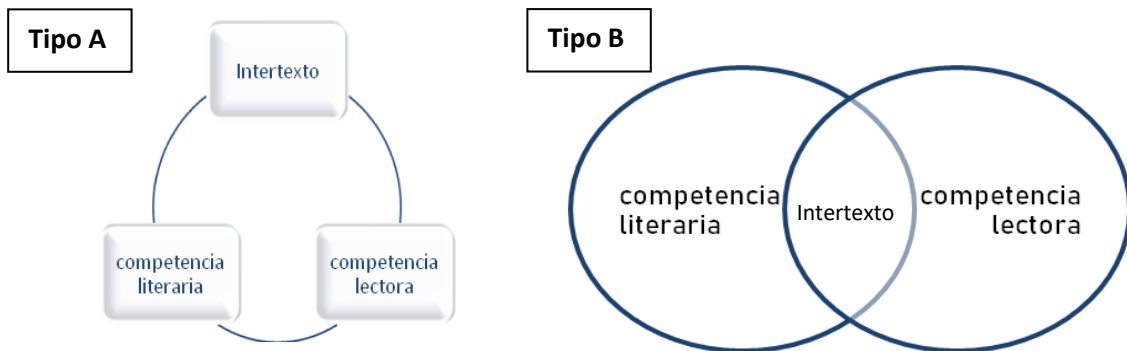 Tipo A
Intertexto
competencia
literaria
competencia
lectora
Tipo B
competencia
literaria
Intertexto
competencia
lectora